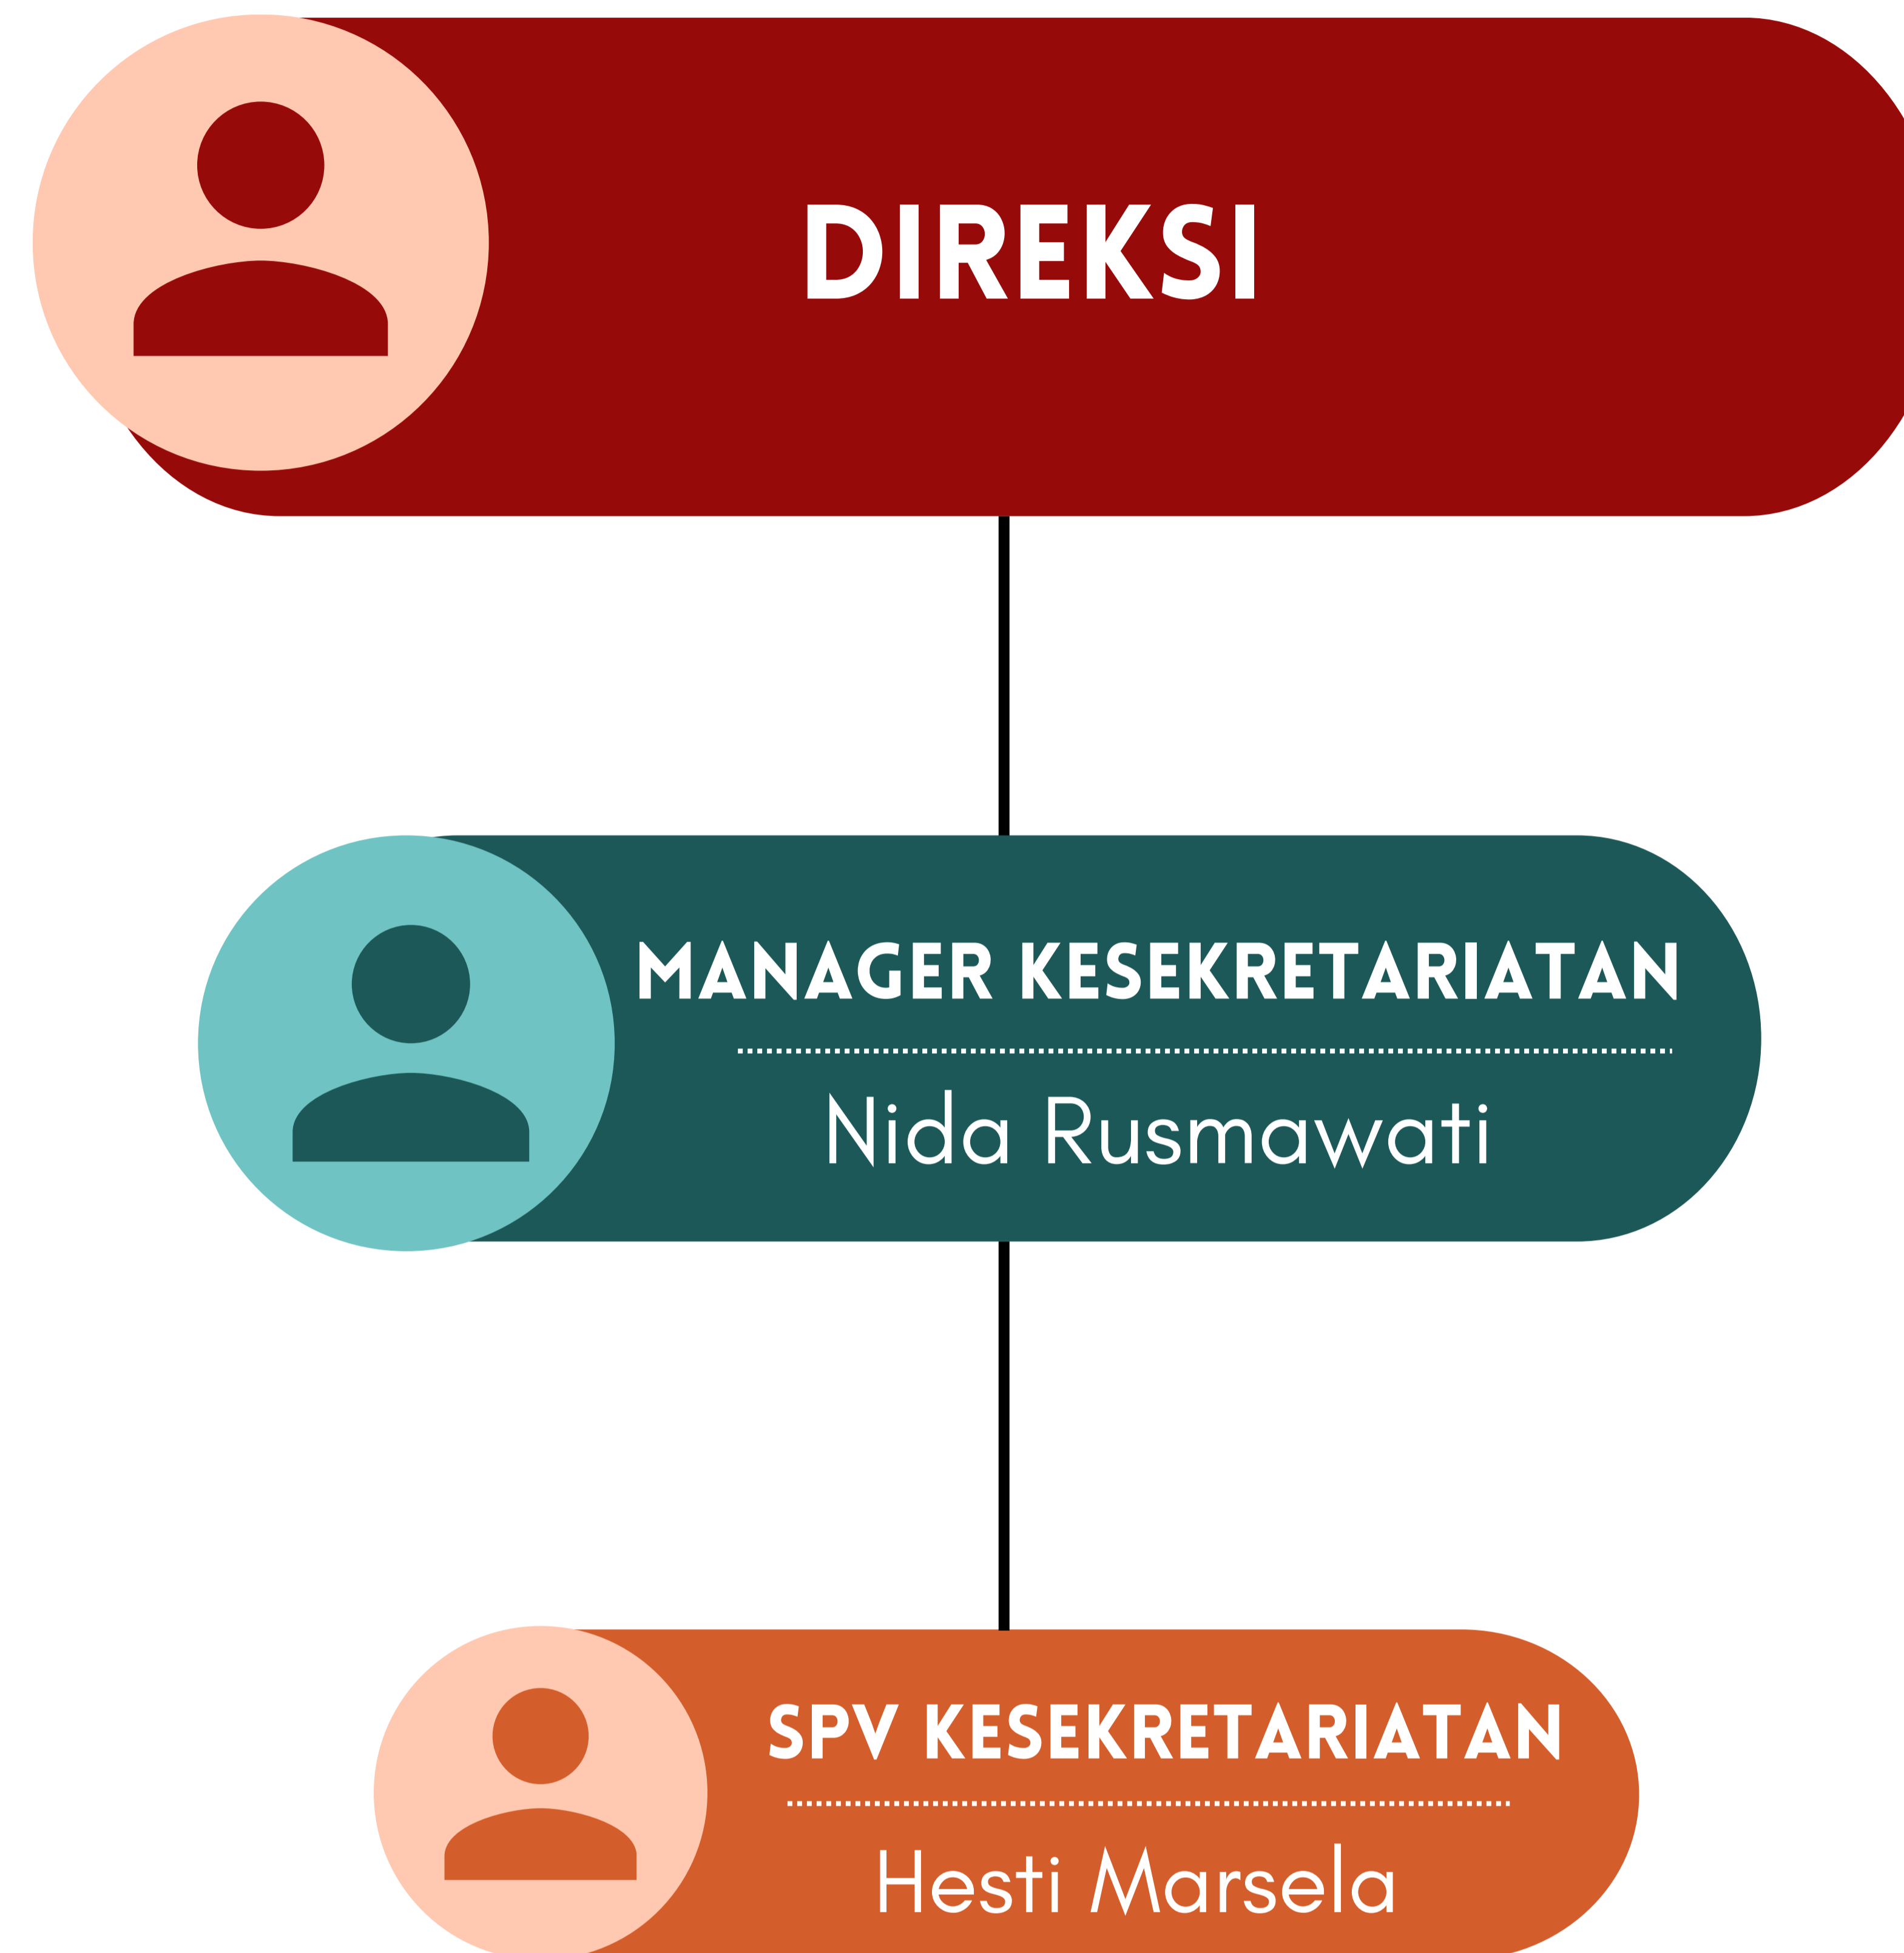 DIREKSI
MANAGER KESEKRETARIATAN
Nida Rusmawati
SPV KESEKRETARIATAN
Hesti Marsela